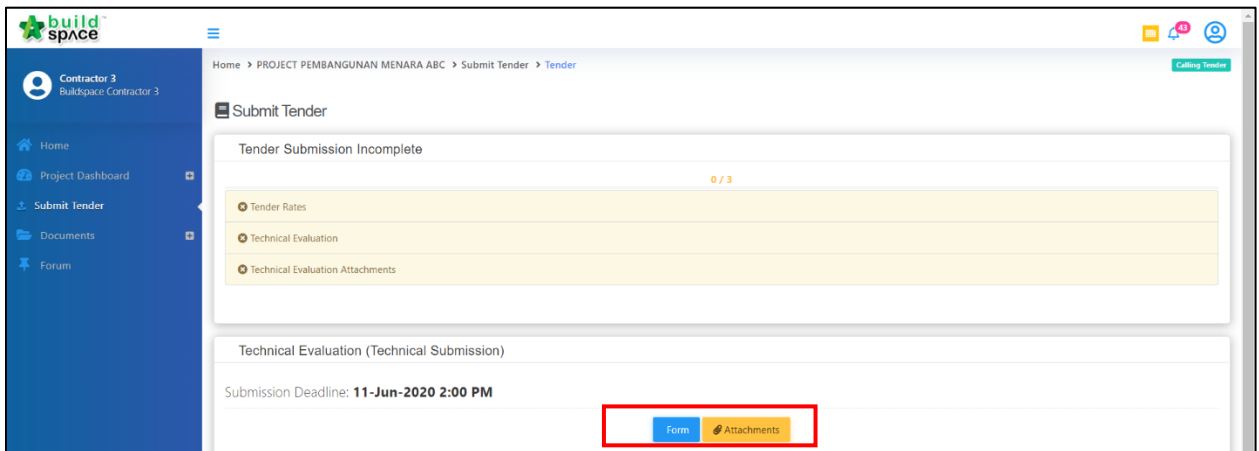 build
space
43
Contractor 3
Buildspace Contractor 3
Home
Project Dashboard
Submit Tender
Documents
Forum
Home > PROJECT PEMBANGUNAN MENARA ABC > Submit Tender > Tender
Calling Tender
Submit Tender
Tender Submission Incomplete
0 / 3
Tender Rates
Technical Evaluation
Technical Evaluation Attachments
Technical Evaluation (Technical Submission)
Submission Deadline: 11-Jun-2020 2:00 PM
Form
Attachments